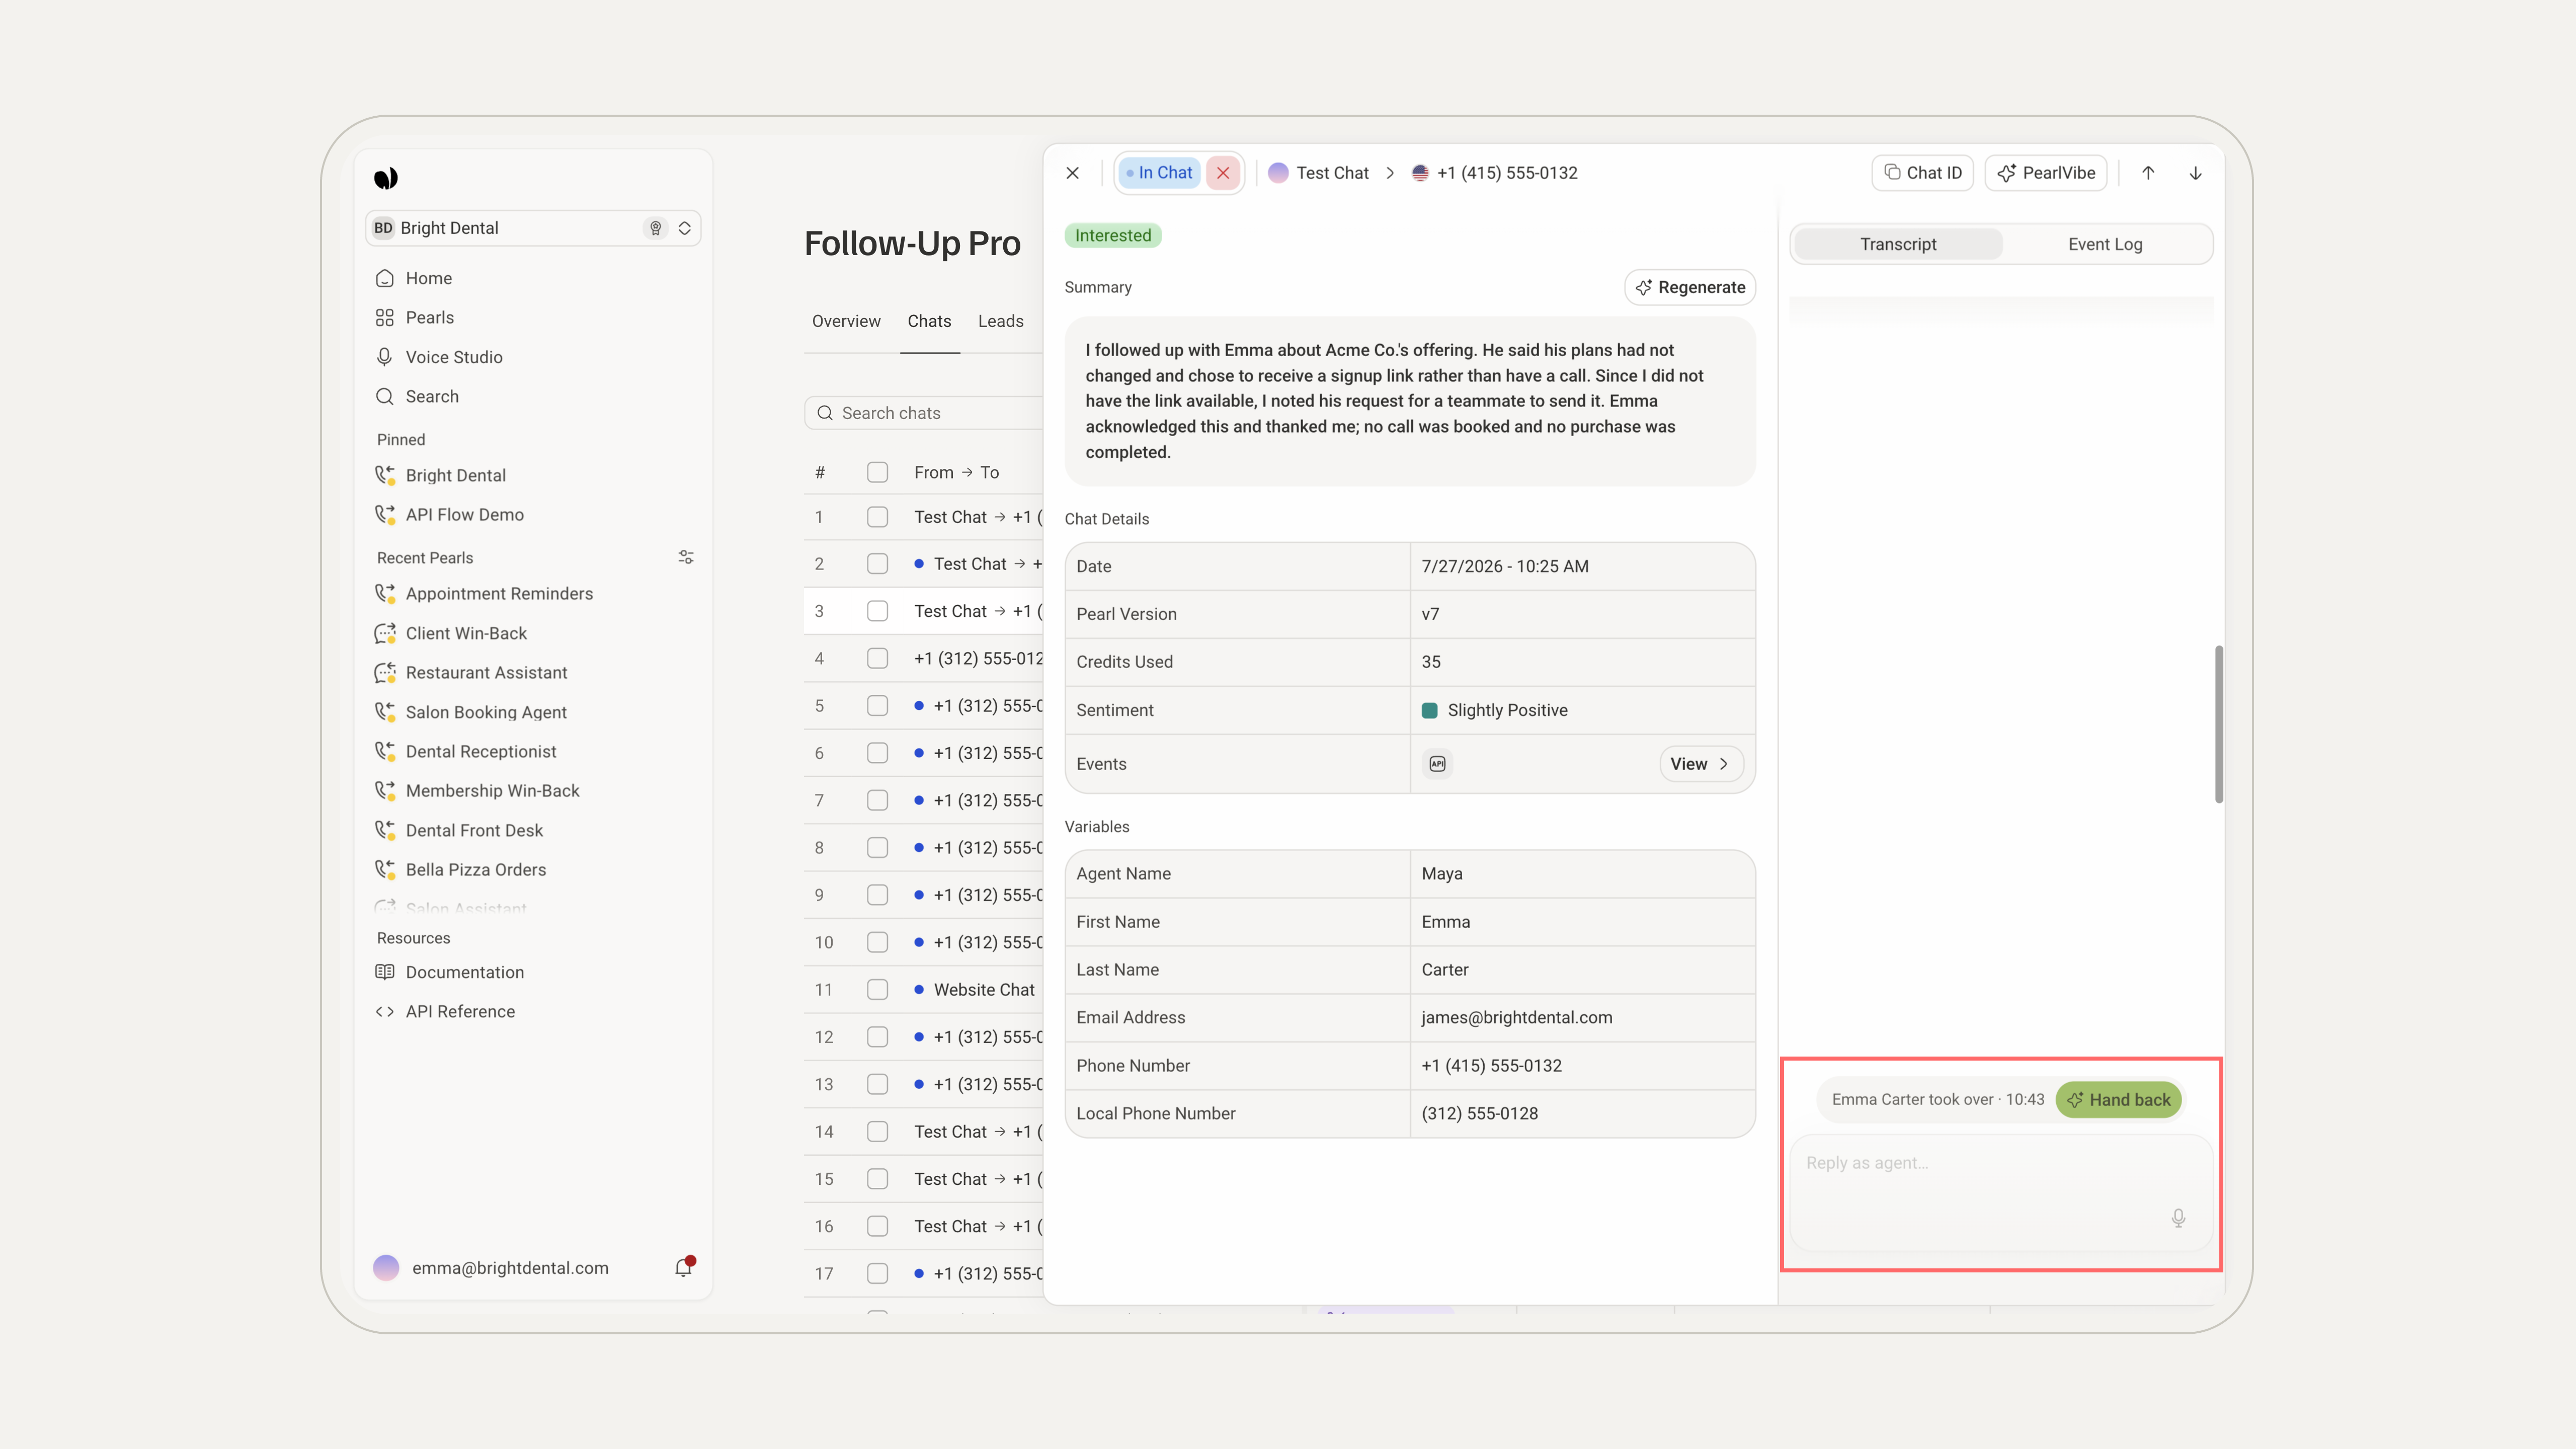 BD Bright Dental
Home
Pearls
Voice Studio
Search
Pinned
Bright Dental
API Flow Demo
Recent Pearls
Appointment Reminders
Client Win-Back
Restaurant Assistant
Salon Booking Agent
Dental Receptionist
Membership Win-Back
Dental Front Desk
Bella Pizza Orders
Salon Assistant
Resources
Documentation
API Reference
emma@brightdental.com
Follow-Up Pro
Overview Chats Leads
Search chats
# From → To
1 Test Chat → +1 (
2 Test Chat → +
3 Test Chat → +1 (
4 +1 (312) 555-012
5 +1 (312) 555-0
6 +1 (312) 555-0
7 +1 (312) 555-0
8 +1 (312) 555-0
9 +1 (312) 555-0
10 +1 (312) 555-0
11 Website Chat
12 +1 (312) 555-0
13 +1 (312) 555-0
14 Test Chat → +1 (
15 Test Chat → +1 (
16 Test Chat → +1 (
17 +1 (312) 555-0
In Chat Test Chat > +1 (415) 555-0132
Chat ID PearlVibe
Interested
Summary Regenerate
I followed up with Emma about Acme Co.'s offering. He said his plans had not
changed and chose to receive a signup link rather than have a call. Since I did not
have the link available, I noted his request for a teammate to send it. Emma
acknowledged this and thanked me; no call was booked and no purchase was
completed.
Chat Details
Date 7/27/2026 - 10:25 AM
Pearl Version v7
Credits Used 35
Sentiment Slightly Positive
Events API View
Variables
Agent Name Maya
First Name Emma
Last Name Carter
Email Address james@brightdental.com
Phone Number +1 (415) 555-0132
Local Phone Number (312) 555-0128
Transcript Event Log
Emma Carter took over · 10:43 Hand back
Reply as agent…